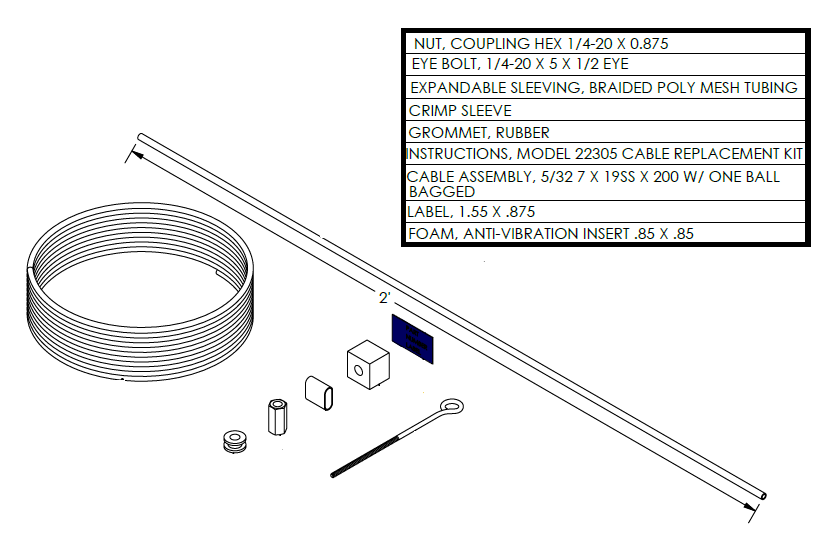 NUT, COUPLING HEX 1/4-20 X 0.875
EYE BOLT, 1/4-20 X 5 X 1/2 EYE
EXPANDABLE SLEEVING, BRAIDED POLY MESH TUBING
CRIMP SLEEVE
GROMMET, RUBBER
INSTRUCTIONS, MODEL 22305 CABLE REPLACEMENT KIT
CABLE ASSEMBLY, 5/32 7 X 19SS X 200 W/ ONE BALL
BAGGED
LABEL, 1.55 X .875
FOAM, ANTI-VIBRATION INSERT .85 X .85
2'